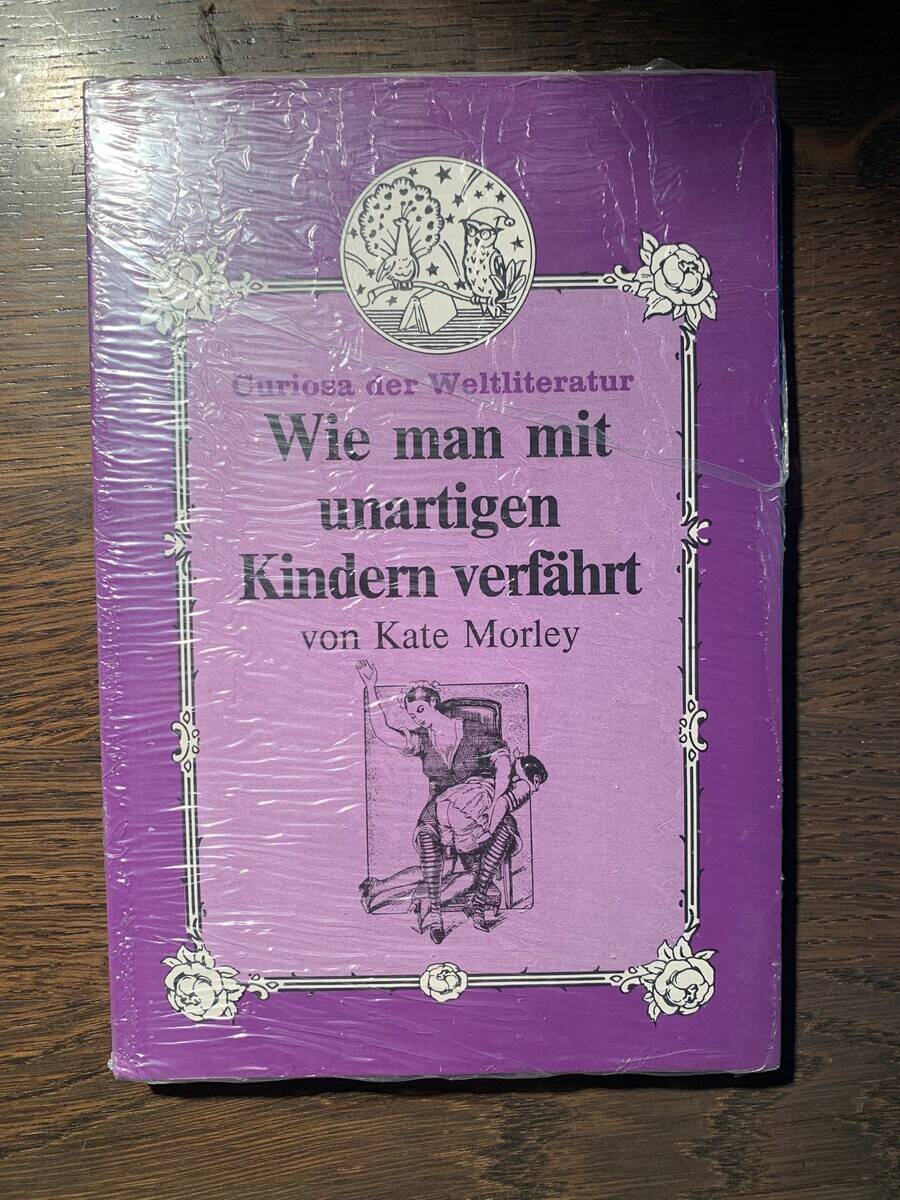 Curiosa der Weltliteratur
Wie man mit
unartigen
Kindern verfährt
von Kate Morley